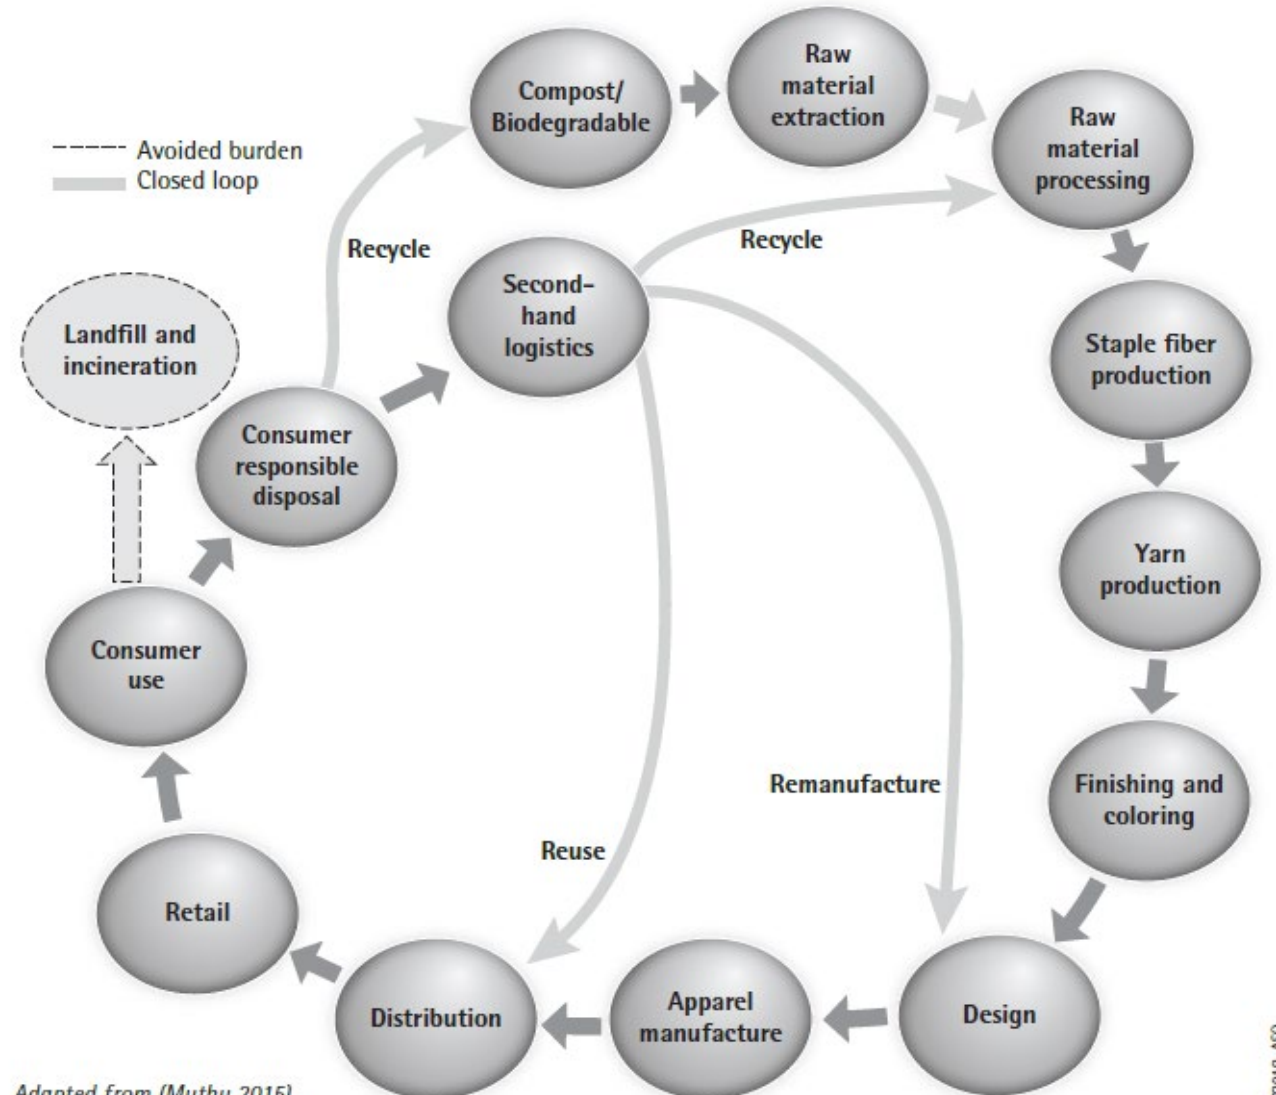 Compost/
Biodegradable
Raw
material
extraction
Raw
material
processing
Avoided burden
Closed loop
Recycle
Recycle
Second-
hand
logistics
Landfill and
incineration
Staple fiber
production
Consumer
responsible
disposal
Yarn
production
Consumer
use
Remanufacture
Finishing and
coloring
Reuse
Retail
Distribution
Apparel
manufacture
Design
Adapted from (Muthu 2015)